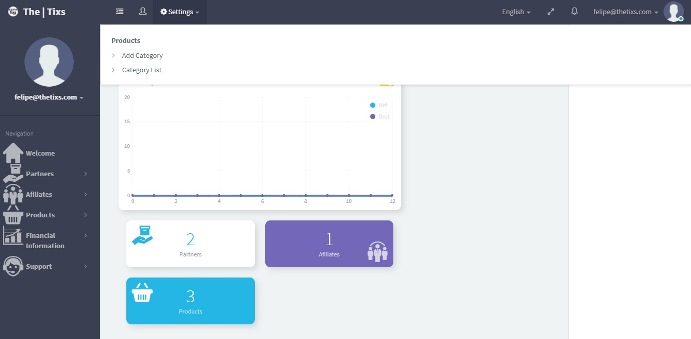 The | Tixs
Settings
English
felipe@thetixs.com
felipe@thetixs.com
Navigation
Welcome
Partners
Affiliates
Products
Financial
Information
Support
Products
Add Category
Category List
20
15
10
5
0
0 2 4 6 8 10 12
2
Partners
1
Affiliates
3
Products